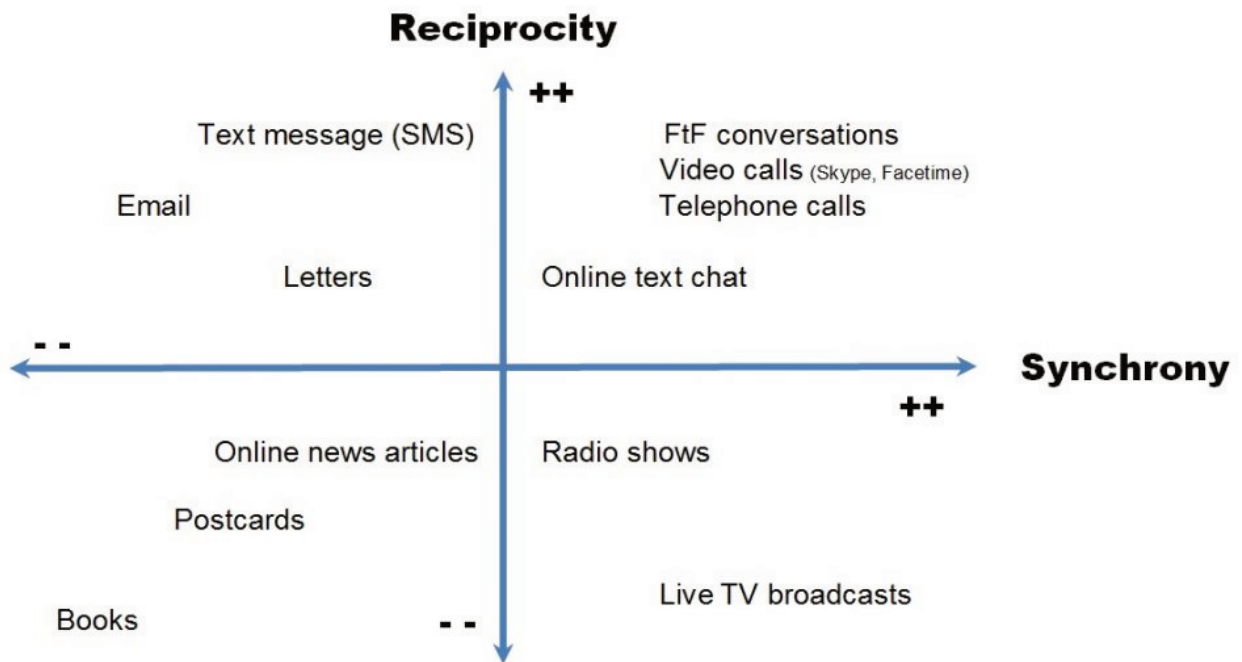 Reciprocity
++
Text message (SMS)
FtF conversations
Video calls (Skype, Facetime)
Email
Telephone calls
Letters
Online text chat
- -
Synchrony
++
Online news articles
Radio shows
Postcards
Live TV broadcasts
Books
- -